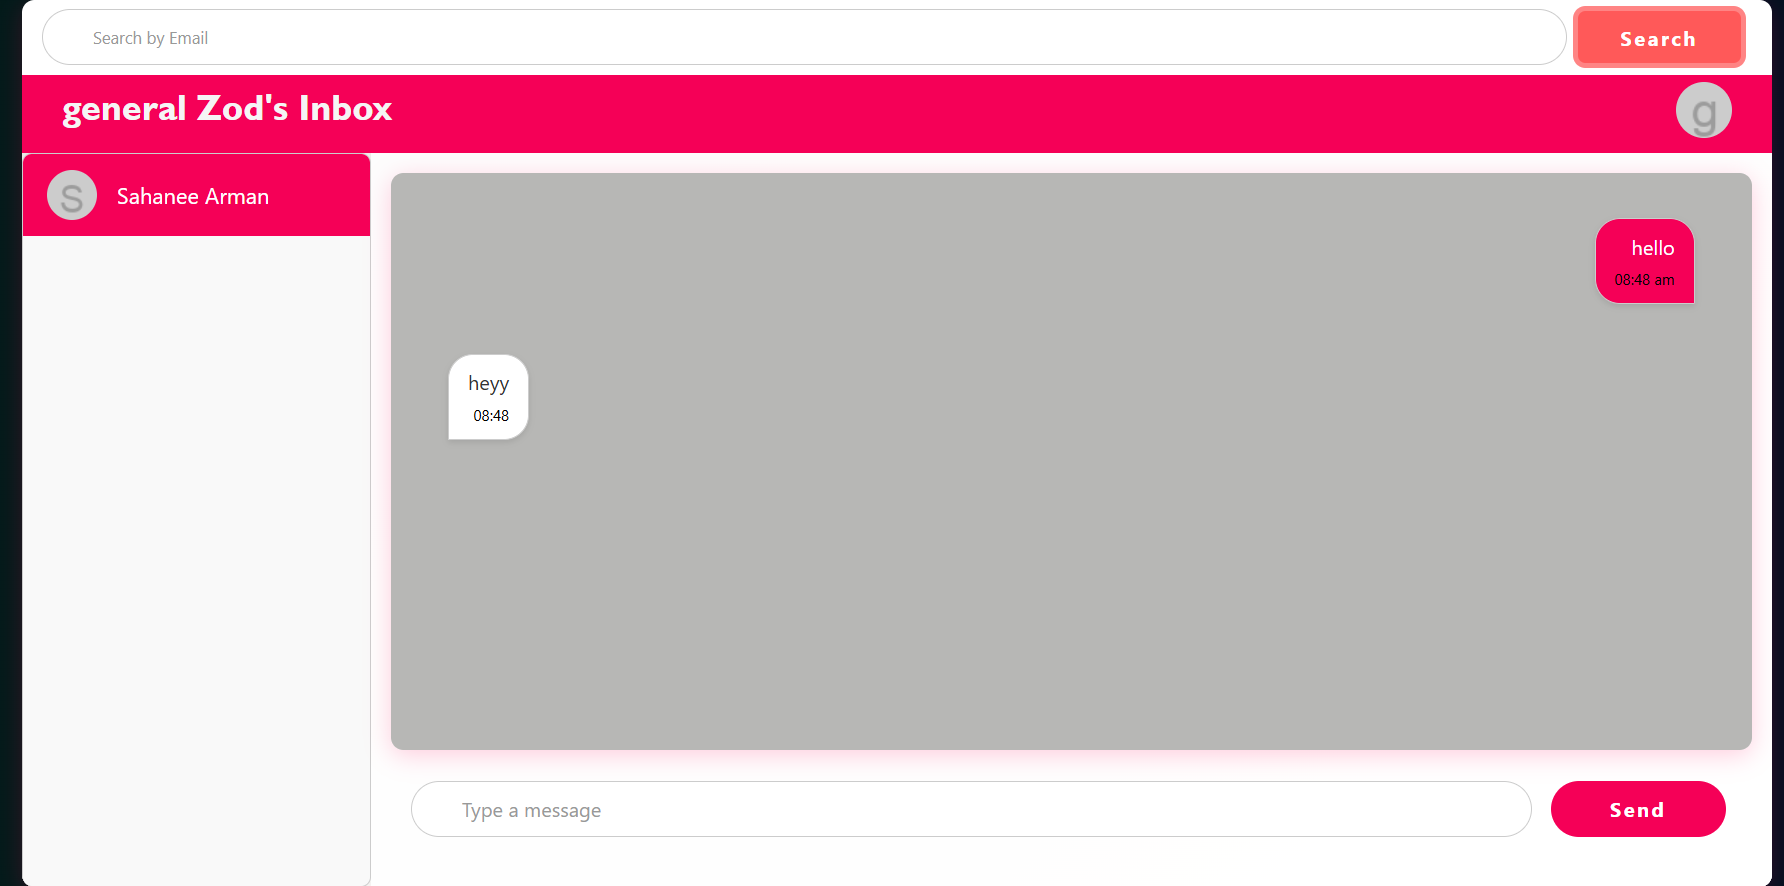 Search by Email
Search
general Zod's Inbox
g
S
Sahanee Arman
hello
08:48 am
heyy
08:48
Type a message
Send